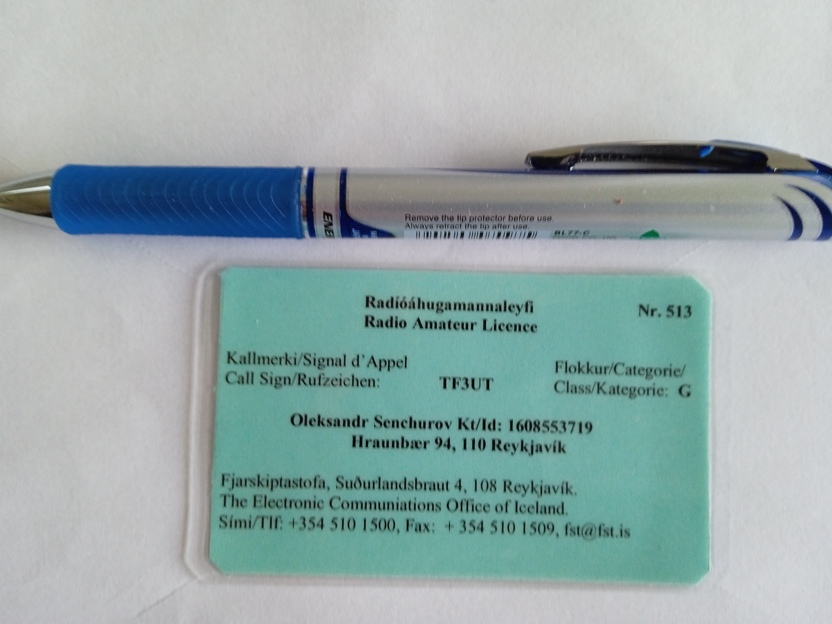 Remove the tip protector before use.
Always retract the tip after use.
BL77-C
ENE
Radíóáhugamannaleyfi
Radio Amateur Licence
Nr. 513
Kallmerki/Signal d'Appel
Call Sign/Rufzeichen: TF3UT
Flokkur/Categorie/
Class/Kategorie: G
Oleksandr Senchurov Kt/Id: 1608553719
Hraunbær 94, 110 Reykjavík
Fjarskiptastofa, Suðurlandsbraut 4, 108 Reykjavík.
The Electronic Communiations Office of Iceland.
Sími/Tlf: +354 510 1500, Fax: + 354 510 1509, fst@fst.is